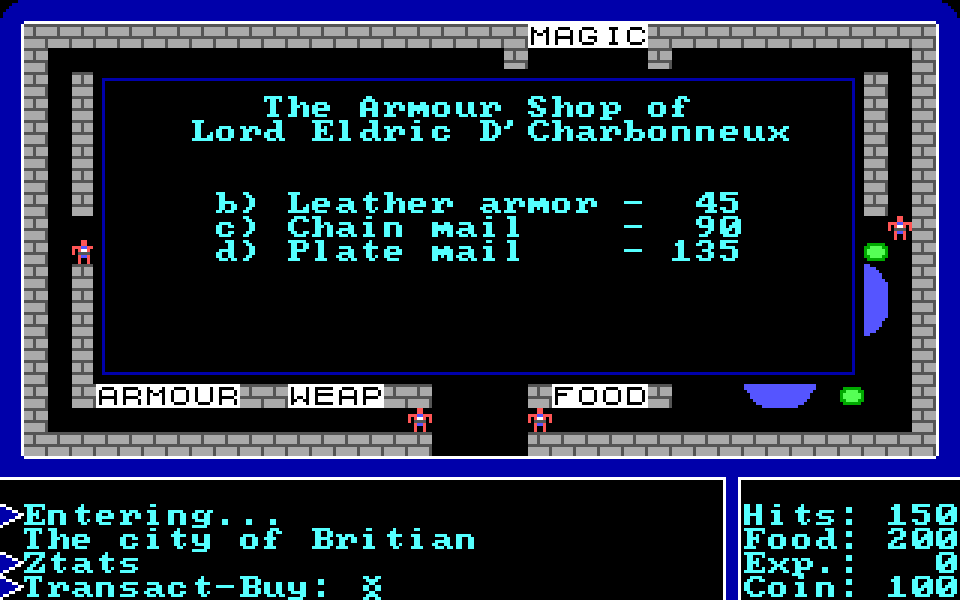 MAGIC
The Armour Shop of
Lord Eldric D'Charbonneux
b) Leather armor - 45
c) Chain mail - 90
d) Plate mail - 135
ARMOUR WEAP FOOD
Entering...
The city of Britian
Ztats
Transact-Buy:
Hits: 150
Food: 200
Exp.: 0
Coin: 100